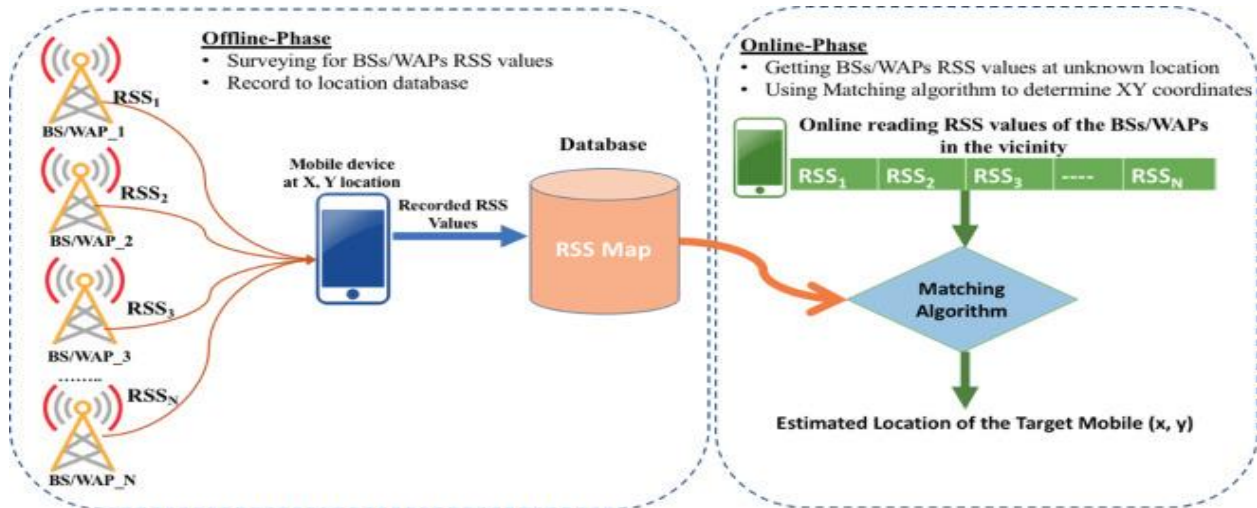 Offline-Phase
• Surveying for BSs/WAPs RSS values
• Record to location database
RSS₁
BS/WAP_1
RSS₂
BS/WAP_2
RSS₃
BS/WAP_3
........
RSS_N
BS/WAP_N
Mobile device
at X, Y location
Recorded RSS
Values
Database
RSS Map
Online-Phase
• Getting BSs/WAPs RSS values at unknown location
• Using Matching algorithm to determine XY coordinates
Online reading RSS values of the BSs/WAPs
in the vicinity
RSS₁ RSS₂ RSS₃ ---- RSS_N
Matching
Algorithm
Estimated Location of the Target Mobile (x, y)